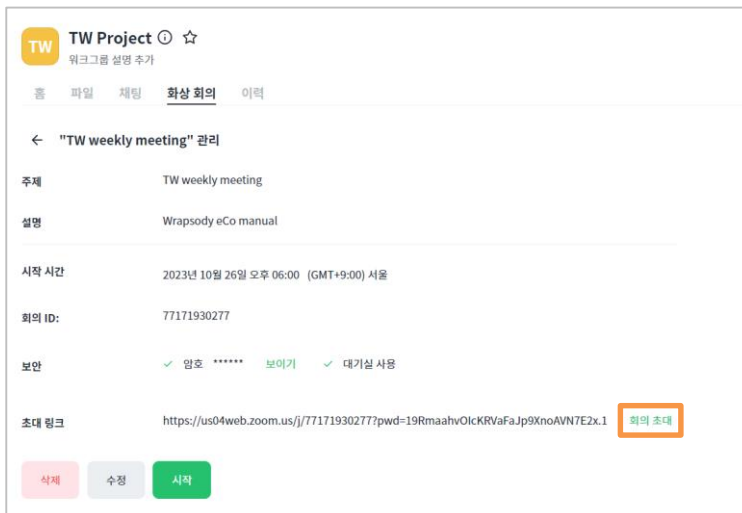 TW
TW Project
워크그룹 설명 추가
홈 파일 채팅 화상 회의 이력
← "TW weekly meeting" 관리
주제 TW weekly meeting
설명 Wrapsody eCo manual
시작 시간 2023년 10월 26일 오후 06:00 (GMT+9:00) 서울
회의 ID: 77171930277
보안 ✓ 암호 ****** 보이기 ✓ 대기실 사용
초대 링크 https://us04web.zoom.us/j/77171930277?pwd=19RmaahvOIcKRVaFaJp9XnoAVN7E2x.1 회의 초대
삭제 수정 시작